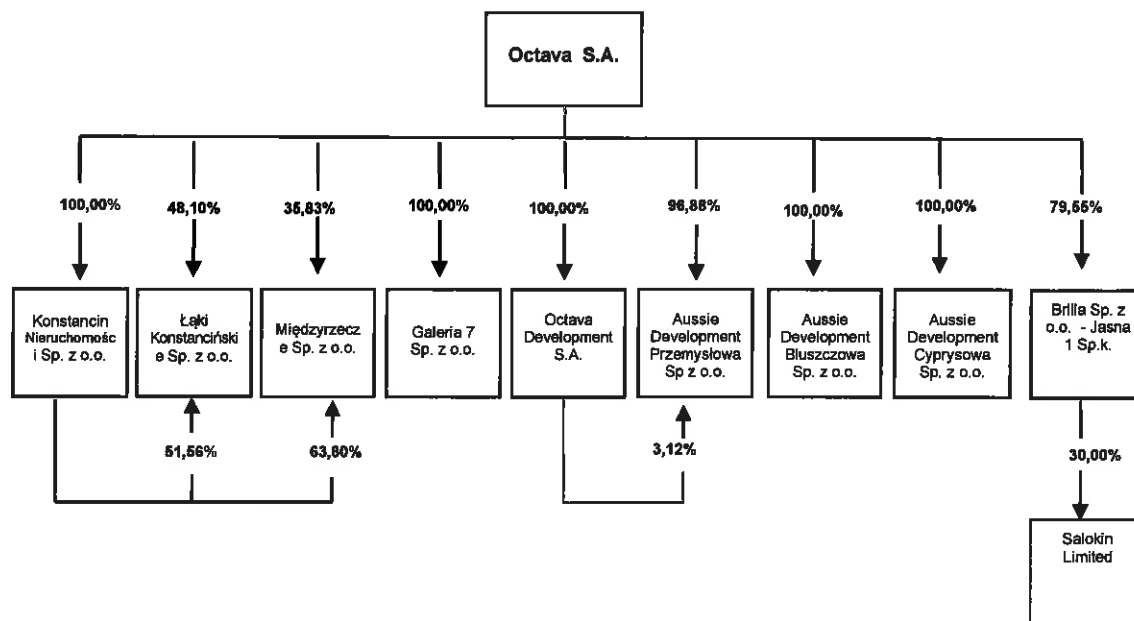 Octava S.A.
100,00%
48,10%
35,83%
100,00%
100,00%
96,88%
100,00%
100,00%
79,55%
Konstancin
Nieruchomośc
i Sp. z o.o.
Łąki
Konstanciński
e Sp. z o.o.
Międzyrzecz
e Sp. z o.o.
Galeria 7
Sp. z o.o.
Octava
Development
S.A.
Aussie
Development
Przemysłowa
Sp z o.o.
Aussie
Development
Bluszczowa
Sp. z o.o.
Aussie
Development
Cyprysowa
Sp. z o.o.
Brilla Sp. z
o.o. - Jasna
1 Sp.k.
51,56%
63,80%
3,12%
30,00%
Salokin
Limited